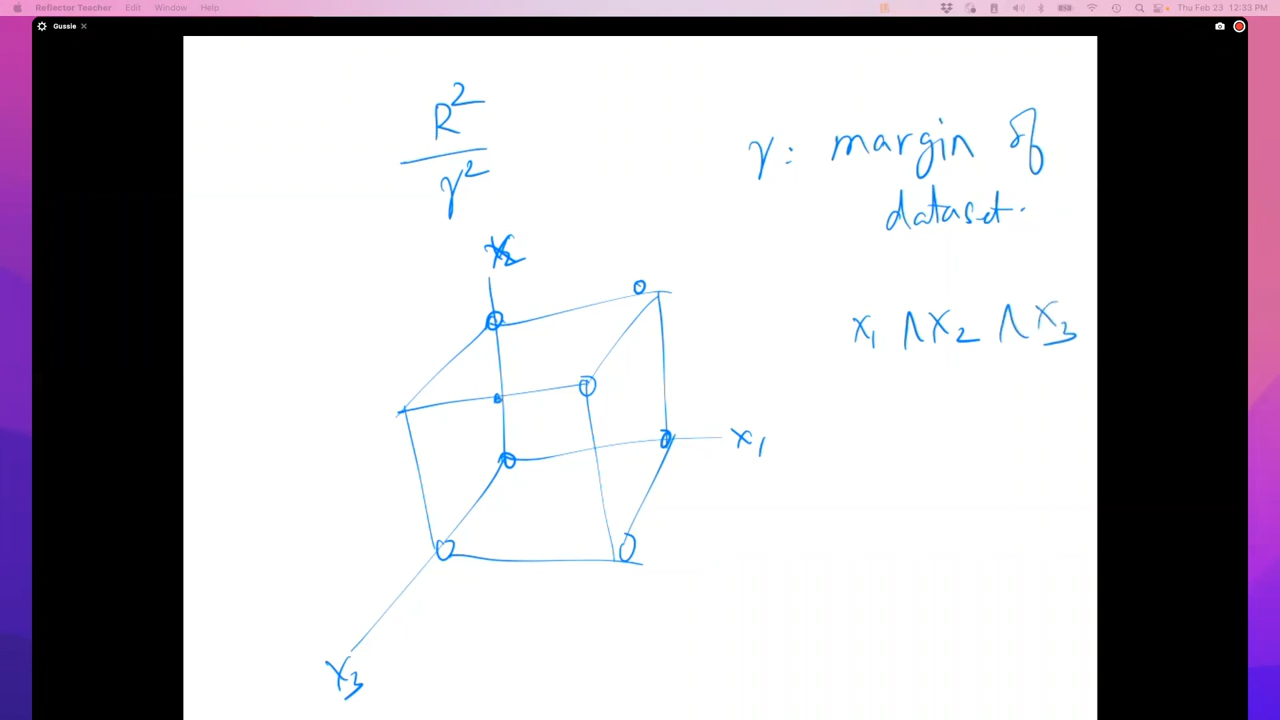 Reflector Teacher Edit Window Help Thu Feb 23 12:33 PM
Gussie
R²
γ²
γ: margin of
dataset.
x₂
x₁ ∧ x₂ ∧ x₃
x₁
x₃